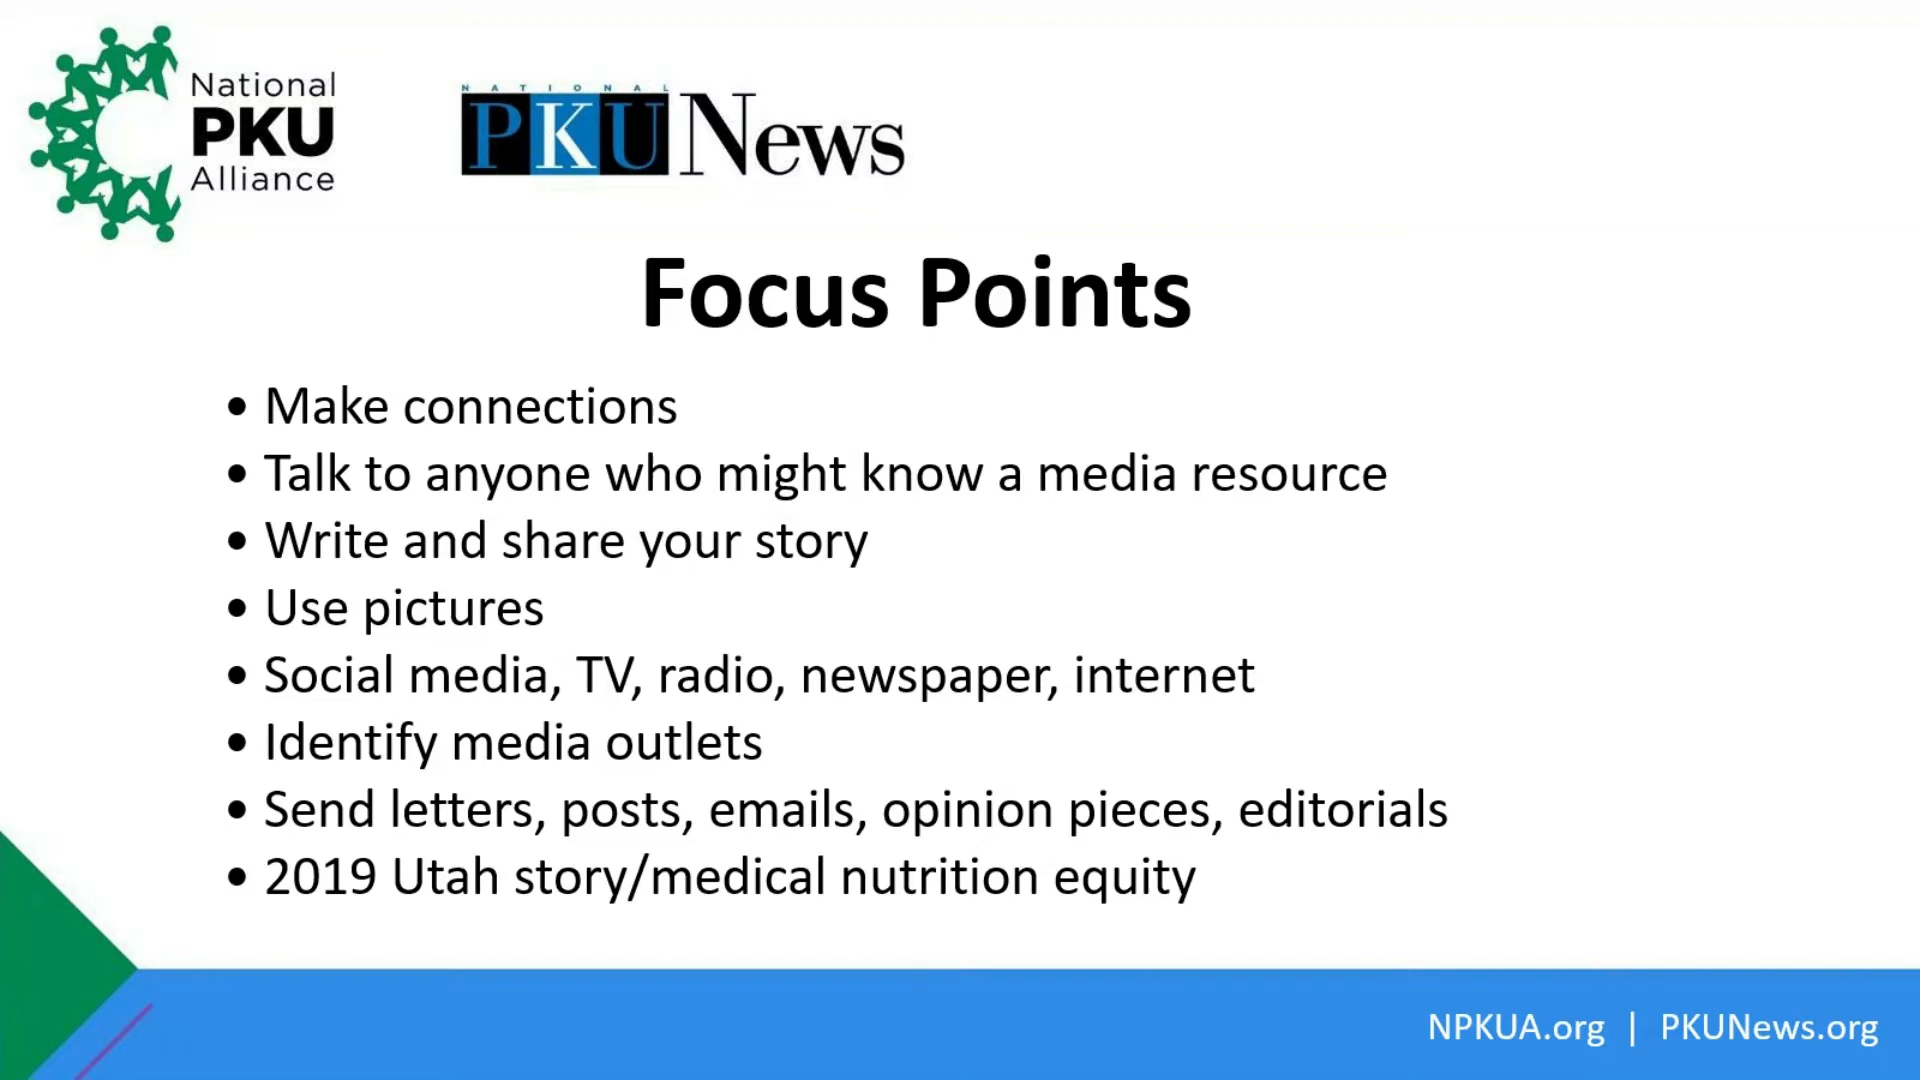 National
PKU
Alliance
NATIONAL
PKU News
Focus Points
• Make connections
• Talk to anyone who might know a media resource
• Write and share your story
• Use pictures
• Social media, TV, radio, newspaper, internet
• Identify media outlets
• Send letters, posts, emails, opinion pieces, editorials
• 2019 Utah story/medical nutrition equity
NPKUA.org | PKUNews.org